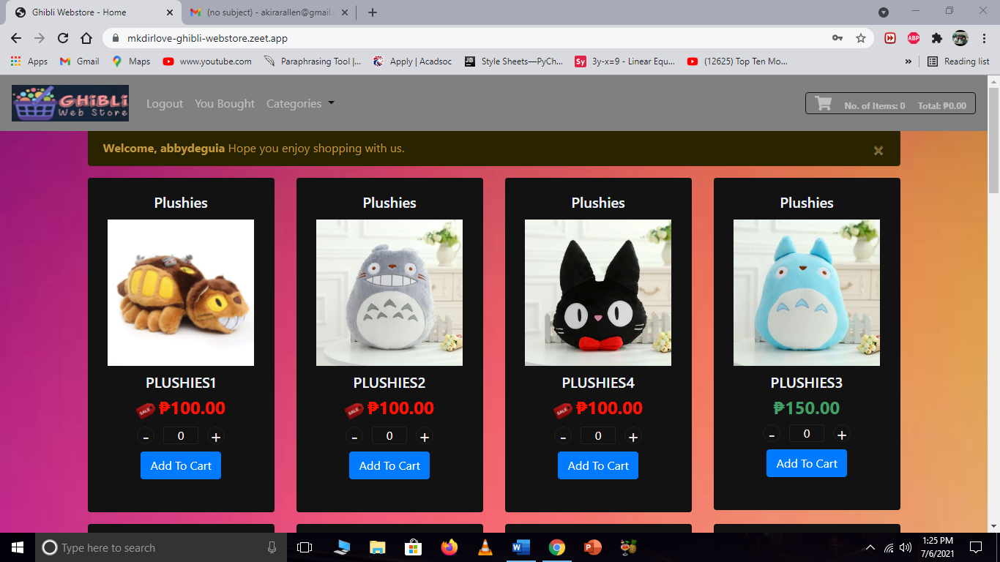 Ghibli Webstore - Home
(no subject) - akirarallen@gmail.c
mkdirlove-ghibli-webstore.zeet.app
ABP
Apps
Gmail
Maps
www.youtube.com
Paraphrasing Tool |...
Apply | Acadsoc
JB
Style Sheets—PyCh...
Sy
3y-x=9 - Linear Equ...
(12625) Top Ten Mo...
»
Reading list
GHiBLi
Web Store
Logout
You Bought
Categories
No. of Items: 0
Total: ₱0.00
Welcome, abbydeguia Hope you enjoy shopping with us.
×
Plushies
PLUSHIES1
SALE
₱100.00
- 0 +
Add To Cart
Plushies
PLUSHIES2
SALE
₱100.00
- 0 +
Add To Cart
Plushies
PLUSHIES4
SALE
₱100.00
- 0 +
Add To Cart
Plushies
PLUSHIES3
₱150.00
- 0 +
Add To Cart
Type here to search
W
P
1:25 PM
7/6/2021